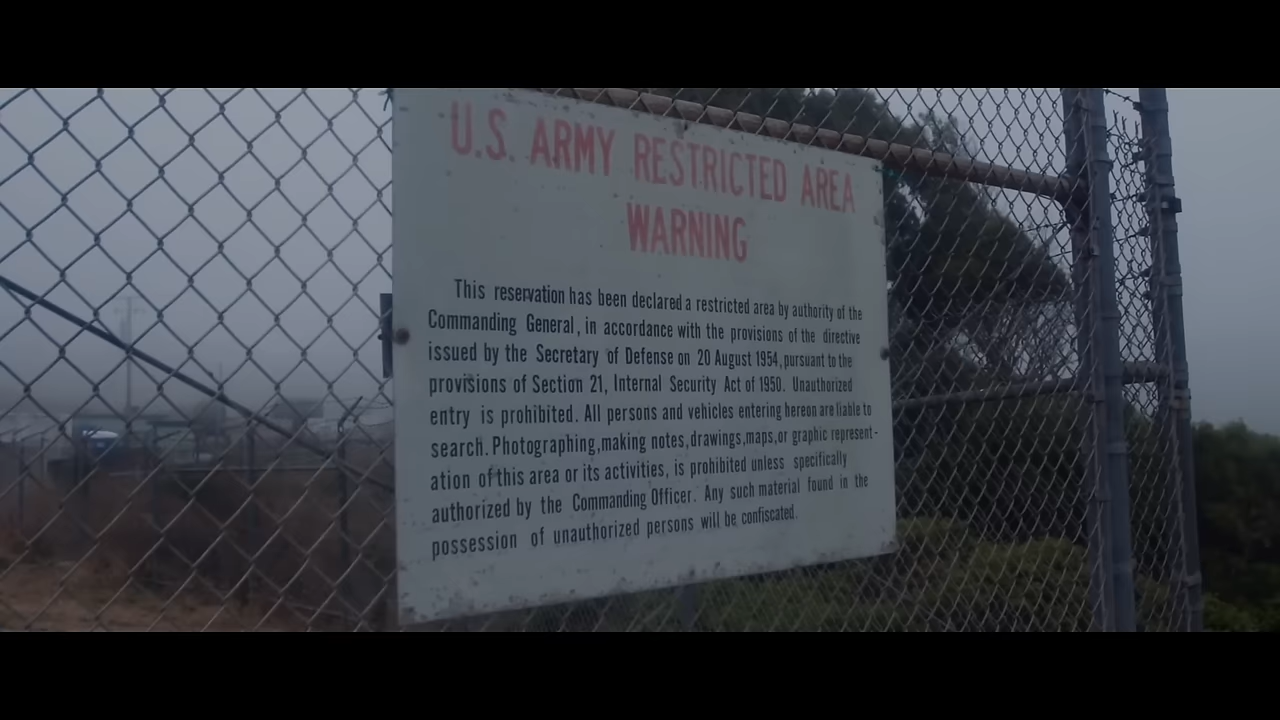 U.S. ARMY RESTRICTED AREA
WARNING
This reservation has been declared a restricted area by authority of the
Commanding General, in accordance with the provisions of the directive
issued by the Secretary of Defense on 20 August 1954, pursuant to the
provisions of Section 21, Internal Security Act of 1950. Unauthorized
entry is prohibited. All persons and vehicles entering hereon are liable to
search. Photographing, making notes, drawings, maps, or graphic represent-
ation of this area or its activities, is prohibited unless specifically
authorized by the Commanding Officer. Any such material found in the
possession of unauthorized persons will be confiscated.